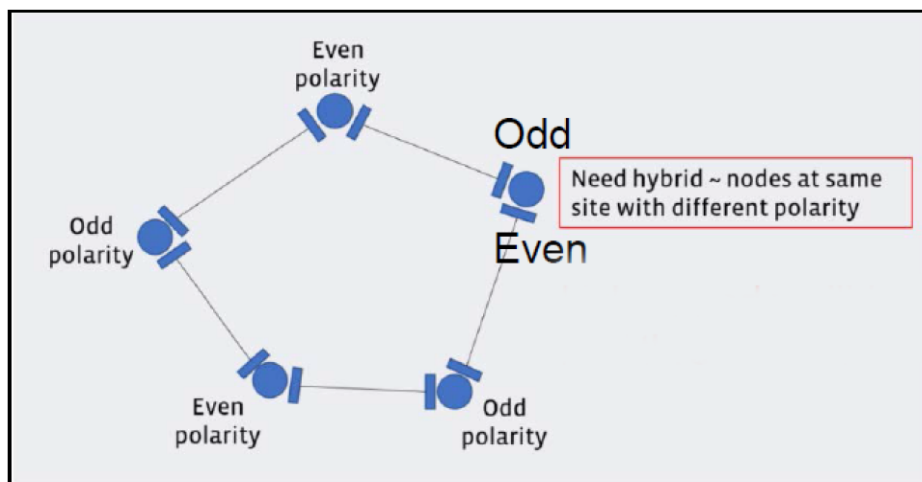 Even
polarity
Odd
Need hybrid ~ nodes at same
site with different polarity
Odd
polarity
Even
Even
polarity
Odd
polarity